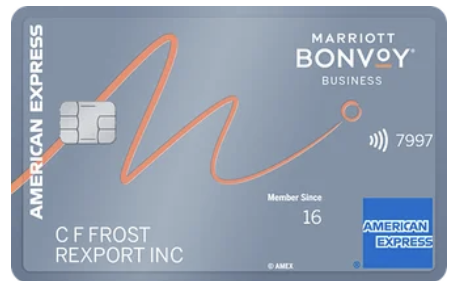 AMERICAN EXPRESS
MARRIOTT
BONVOY
BUSINESS
7997
Member Since
16
C F FROST
REXPORT INC
© AMEX
®
AMERICAN
EXPRESS